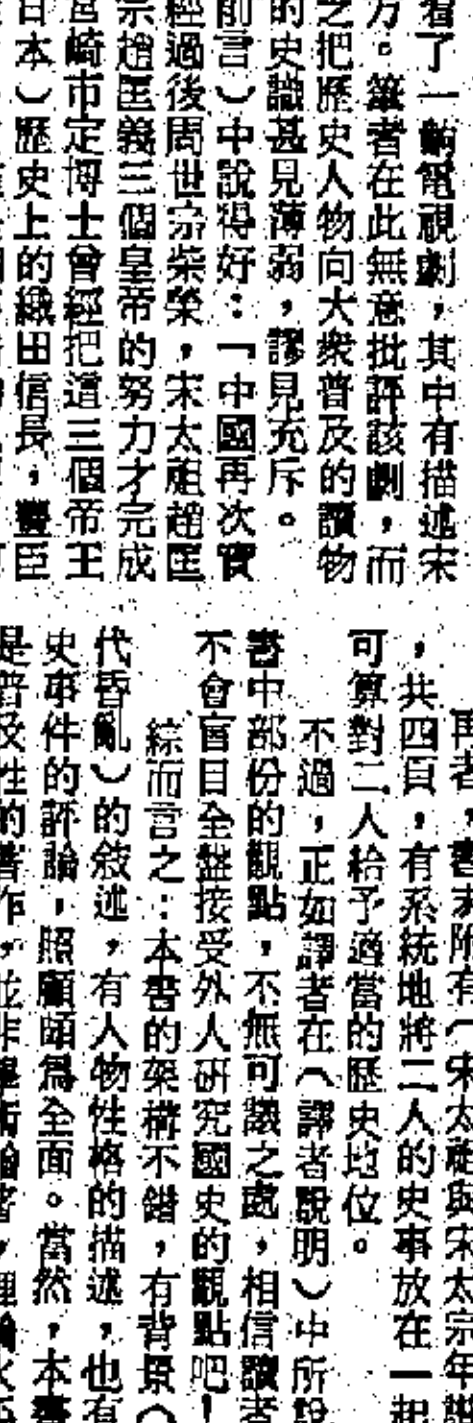 看了一齣電視劇，其中有描述宋
方。筆者在此無意批評該劇，而
之把歷史人物向大衆普及的讀物
的史識甚見薄弱，謬見充斥。
前言）中說得好：「中國再次實
經過後周世宗柴榮，宋太祖趙匡
宗趙匡義三個皇帝的努力才完成
宮崎市定博士曾經把這三個帝王
日本）歷史上的織田信長，豐臣
再者，書末附有（宋太祖與宋太宗年譜
，共四頁，有系統地將二人的史事放在一起
可算對二人給予適當的歷史地位。
不過，正如譯者在（譯者說明）中所說
書中部份的觀點，不無可議之處，相信讀者
不會盲目全盤接受外人研究國史的觀點吧！
綜而言之：本書的架構不錯，有背景（
代昏亂）的敘述，有人物性格的描述，也有
史事件的評論，照顧頗爲全面。當然，本書
是普及性的著作，並非學術論著，理論